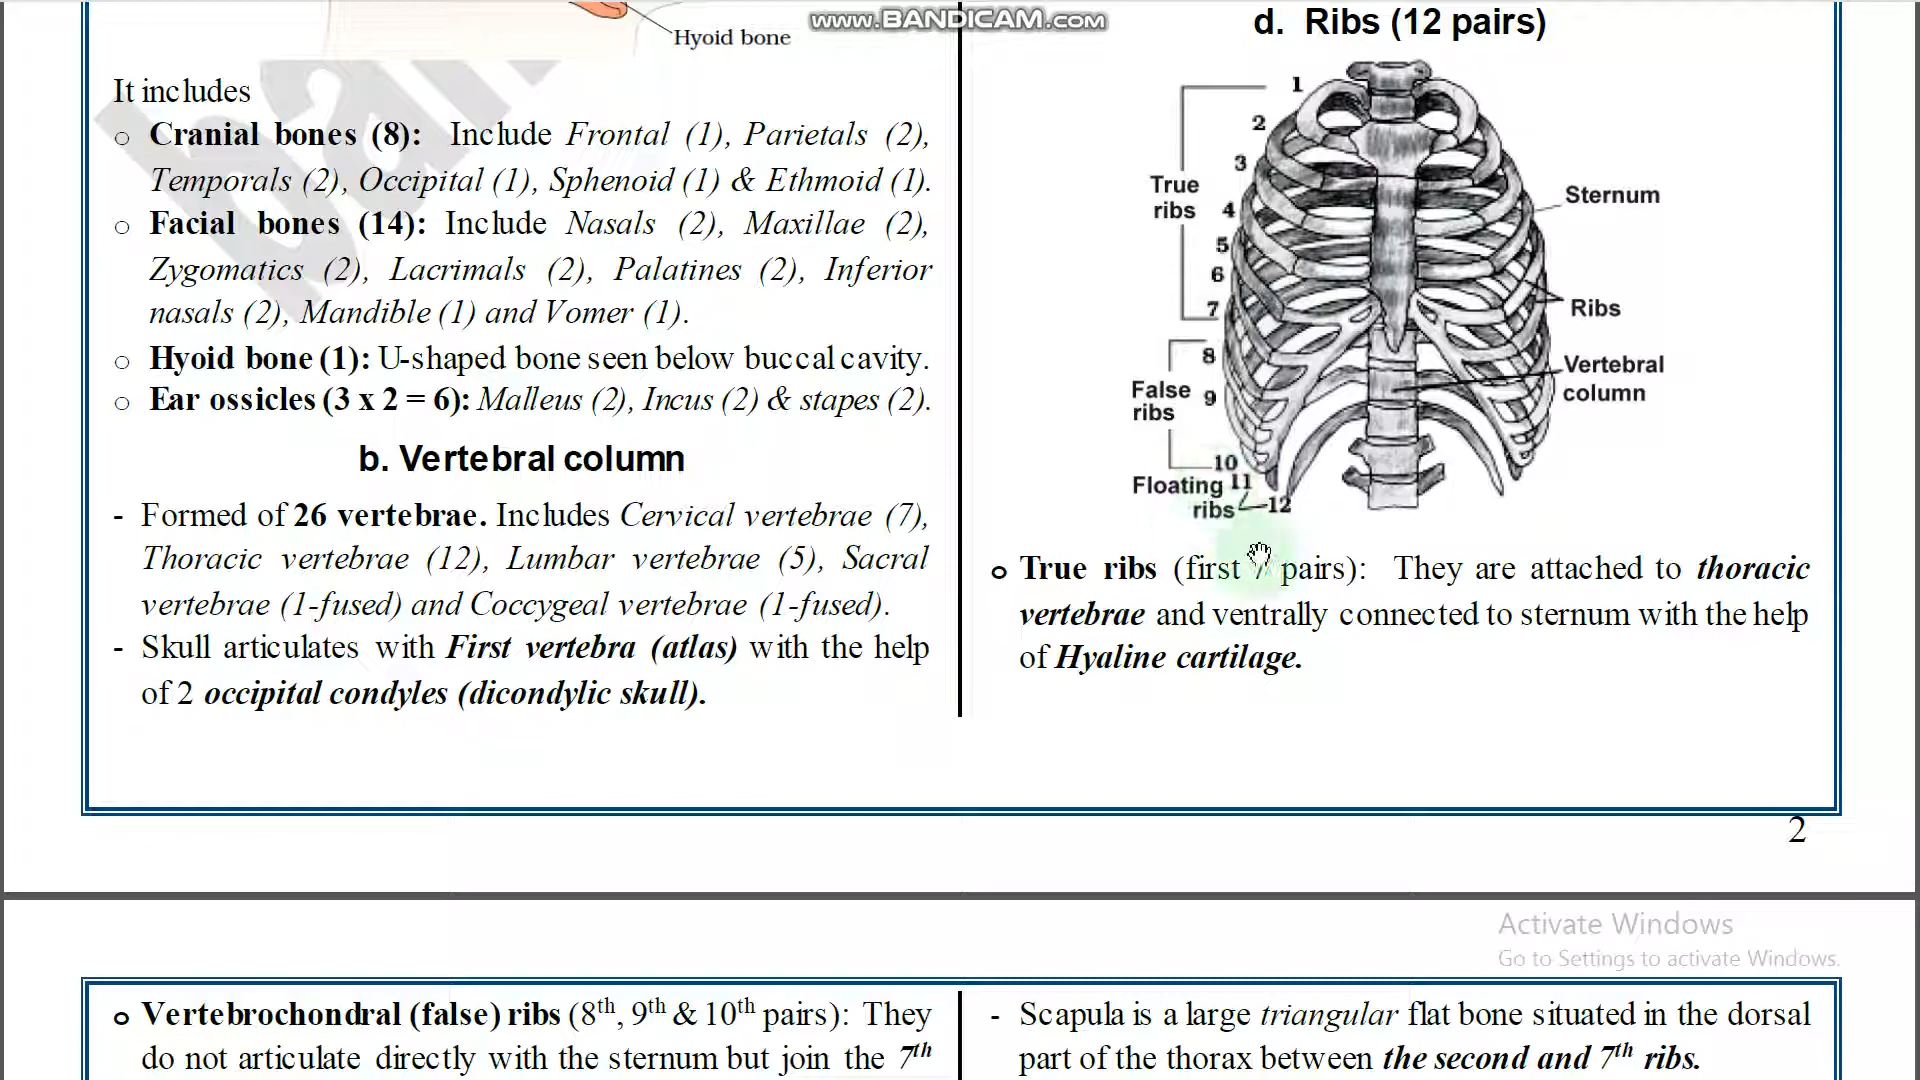 www.BANDICAM.com
Hyoid bone
It includes
o Cranial bones (8): Include Frontal (1), Parietals (2),
Temporals (2), Occipital (1), Sphenoid (1) & Ethmoid (1).
o Facial bones (14): Include Nasals (2), Maxillae (2),
Zygomatics (2), Lacrimals (2), Palatines (2), Inferior
nasals (2), Mandible (1) and Vomer (1).
o Hyoid bone (1): U-shaped bone seen below buccal cavity.
o Ear ossicles (3 x 2 = 6): Malleus (2), Incus (2) & stapes (2).
b. Vertebral column
- Formed of 26 vertebrae. Includes Cervical vertebrae (7),
Thoracic vertebrae (12), Lumbar vertebrae (5), Sacral
vertebrae (1-fused) and Coccygeal vertebrae (1-fused).
- Skull articulates with First vertebra (atlas) with the help
of 2 occipital condyles (dicondylic skull).
d. Ribs (12 pairs)
1
2
3
True
ribs
4
5
6
7
8
False
ribs
9
10
Floating
ribs
11
12
Sternum
Ribs
Vertebral
column
o True ribs (first 7 pairs): They are attached to thoracic
vertebrae and ventrally connected to sternum with the help
of Hyaline cartilage.
2
Activate Windows
Go to Settings to activate Windows.
o Vertebrochondral (false) ribs (8th, 9th & 10th pairs): They
do not articulate directly with the sternum but join the 7th
- Scapula is a large triangular flat bone situated in the dorsal
part of the thorax between the second and 7th ribs.